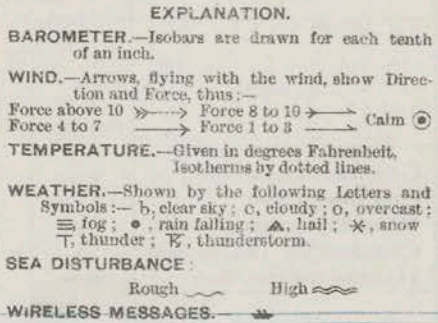 EXPLANATION.
BAROMETER.—Isobars are drawn for each tenth
of an inch.
WIND.—Arrows, flying with the wind, show Direc-
tion and Force, thus:—
Force above 10 Force 8 to 10
Force 4 to 7 Force 1 to 3 Calm
TEMPERATURE.—Given in degrees Fahrenheit,
Isotherms by dotted lines.
WEATHER.—Shown by the following Letters and
Symbols:— b, clear sky; c, cloudy; o, overcast;
fog; rain falling; hail; snow
thunder; thunderstorm.
SEA DISTURBANCE:
Rough High
WIRELESS MESSAGES.—